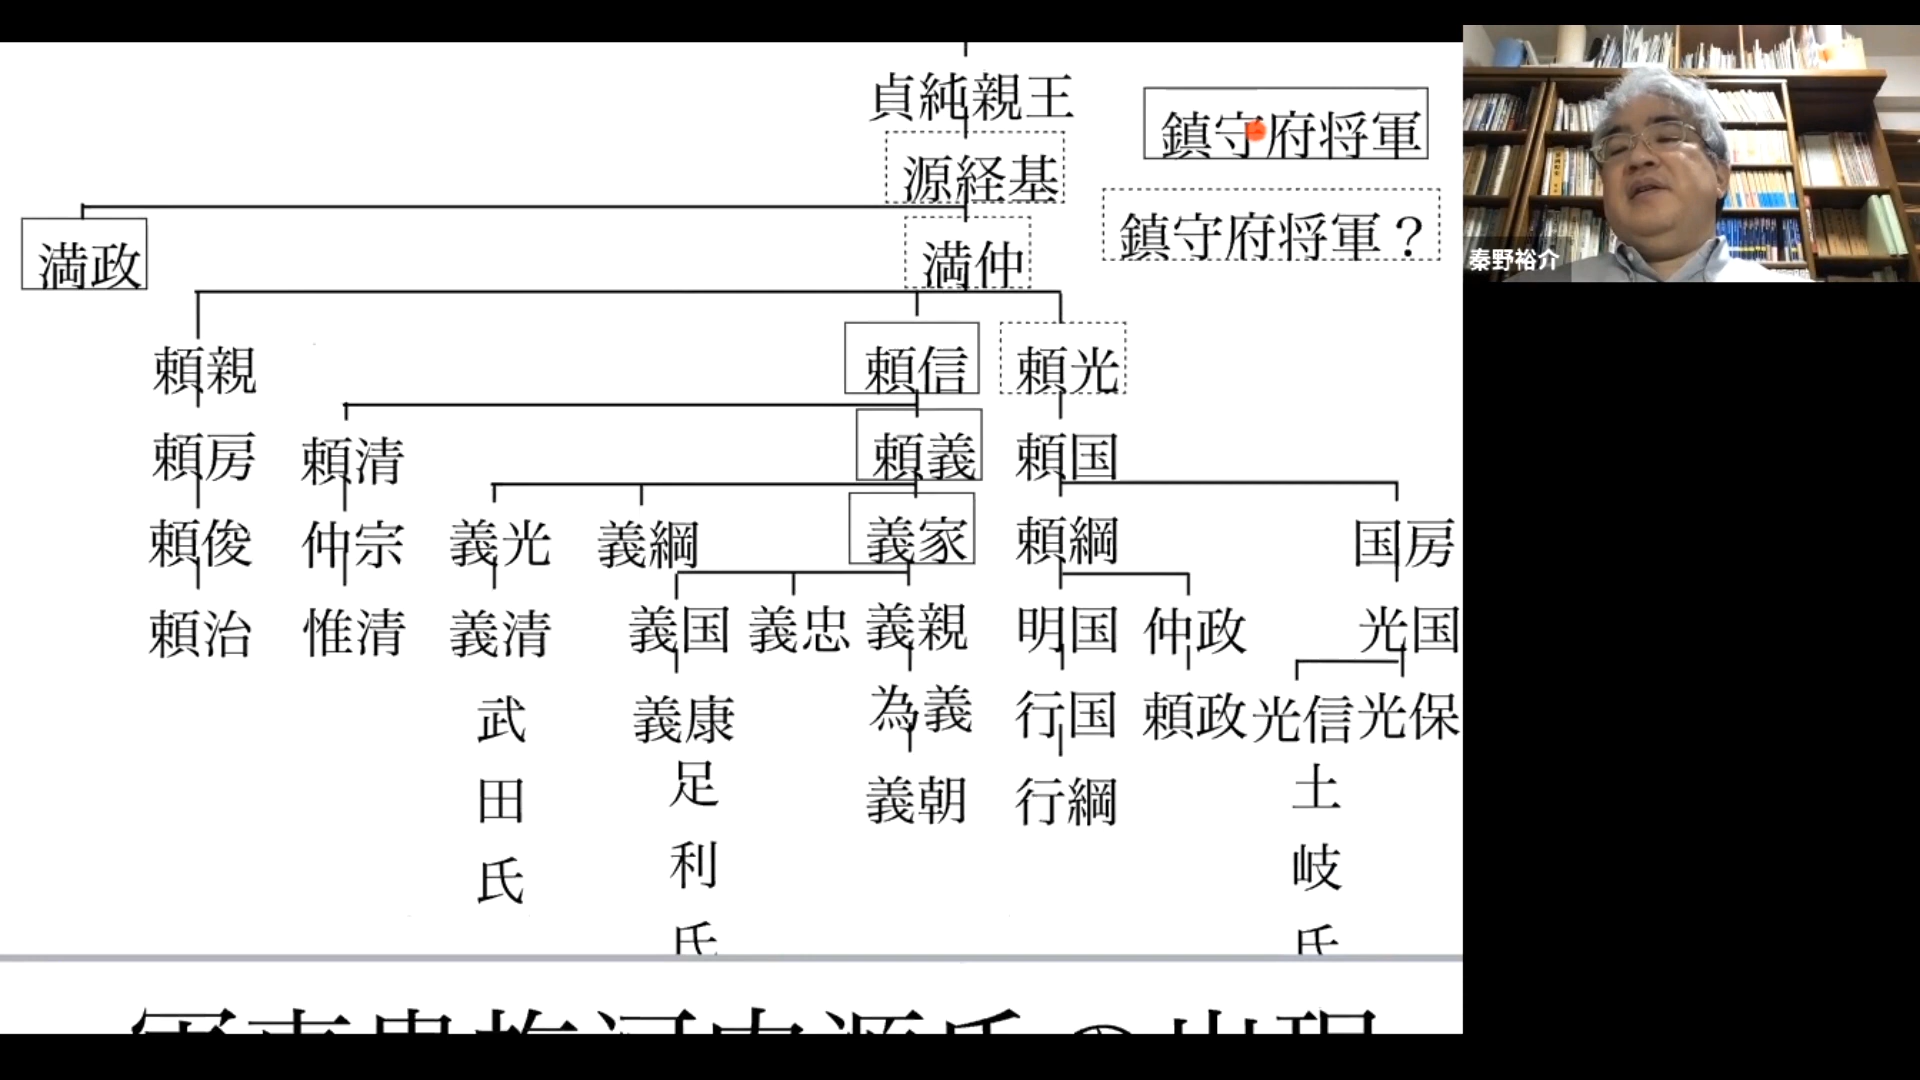 貞純親王
鎮守府将軍
源経基
鎮守府将軍？
満政
満仲
秦野裕介
頼親
頼信
頼光
頼房
頼清
頼義
頼国
頼俊
仲宗
義光
義綱
義家
頼綱
国房
頼治
惟清
義清
義国
義忠
義親
明国
仲政
光国
武田氏
義康
為義
行国
頼政
光信
光保
足利氏
義朝
行綱
土岐氏